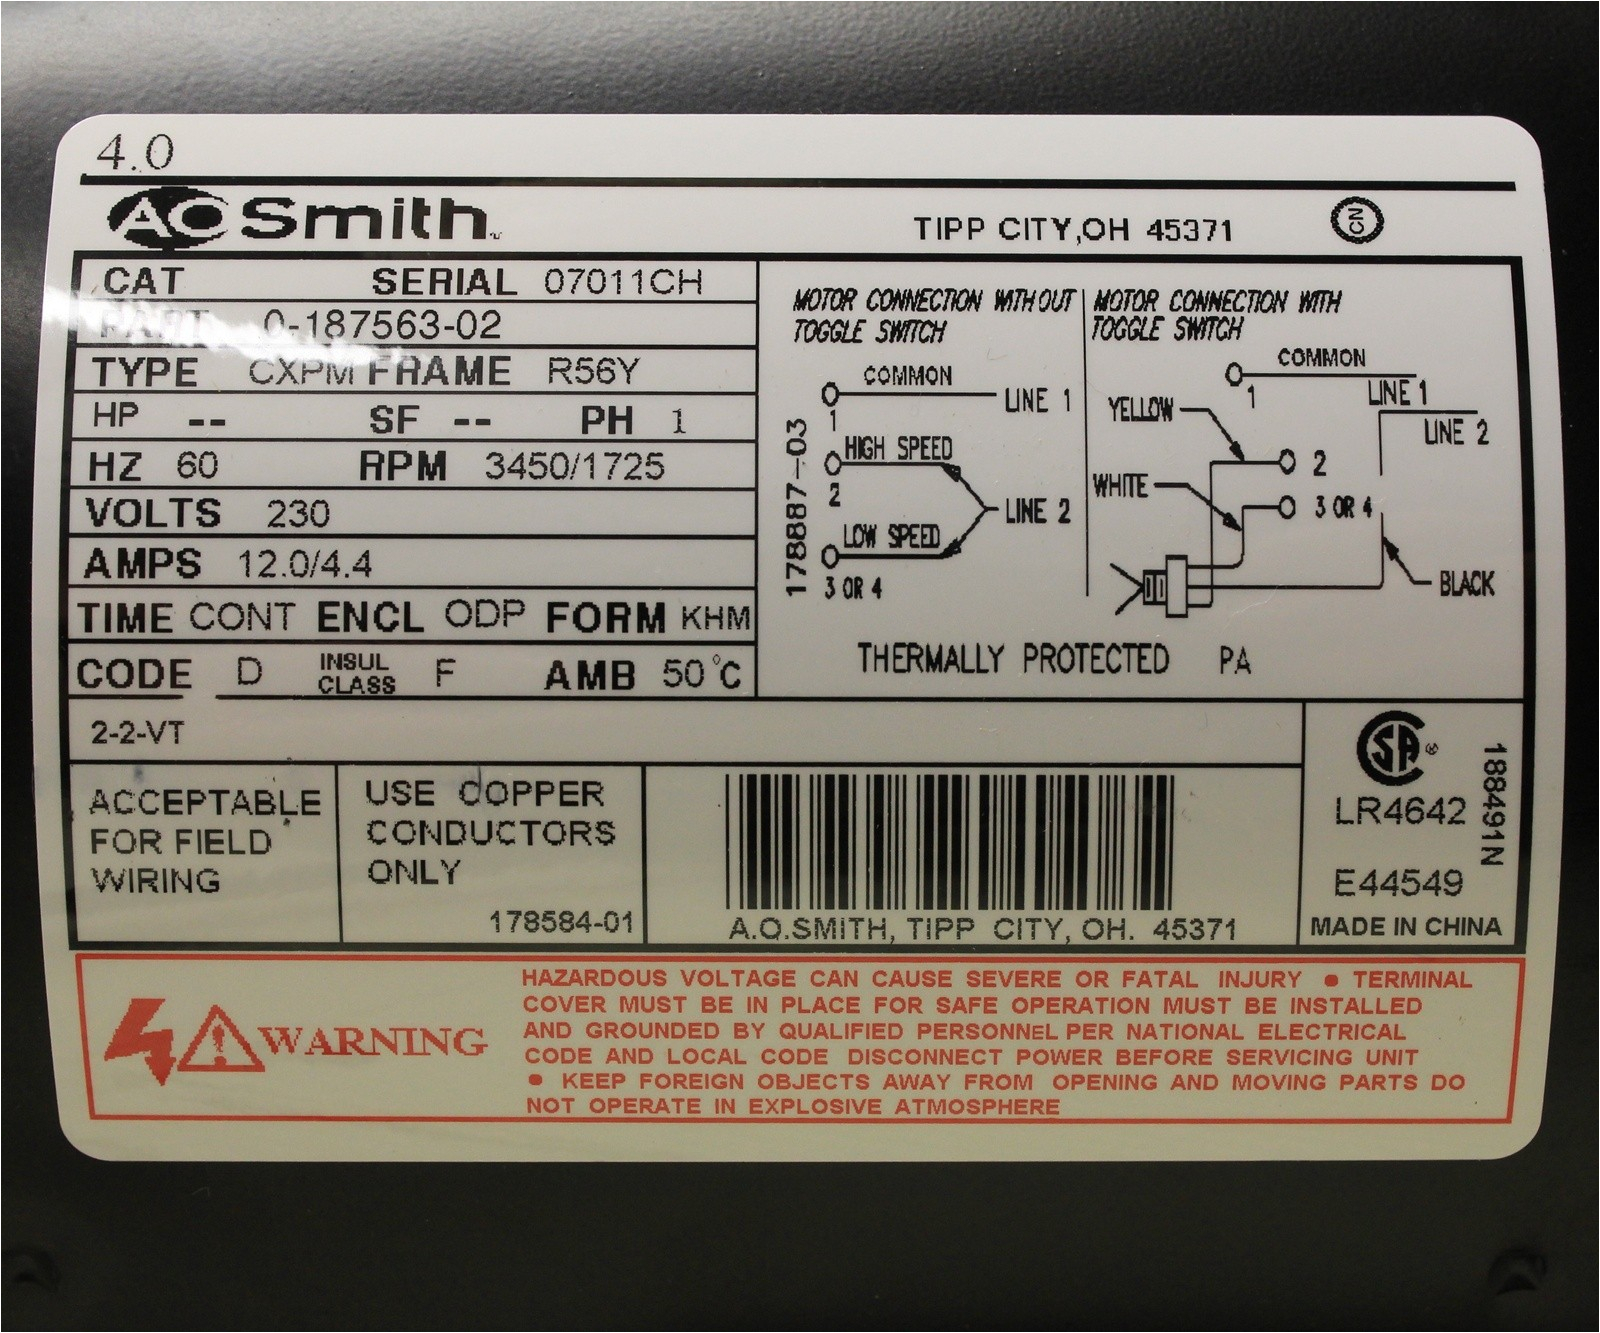 4.0
AO Smith
TIPP CITY,OH 45371
CN
CAT SERIAL 07011CH
PART 0-187563-02
TYPE CXPM FRAME R56Y
HP -- SF -- PH 1
HZ 60 RPM 3450/1725
VOLTS 230
AMPS 12.0/4.4
TIME CONT ENCL ODP FORM KHM
CODE D INSUL CLASS F AMB 50°C
178887-03
MOTOR CONNECTION WITHOUT
TOGGLE SWITCH
COMMON
1
LINE 1
HIGH SPEED
2
LINE 2
LOW SPEED
3 OR 4
MOTOR CONNECTION WITH
TOGGLE SWITCH
COMMON
1
LINE 1
YELLOW
LINE 2
2
WHITE
3 OR 4
BLACK
THERMALLY PROTECTED PA
2-2-VT
ACCEPTABLE
FOR FIELD
WIRING
USE COPPER
CONDUCTORS
ONLY
178584-01
A.O.SMITH, TIPP CITY, OH. 45371
SA ®
LR4642
E44549
188491N
MADE IN CHINA
WARNING
HAZARDOUS VOLTAGE CAN CAUSE SEVERE OR FATAL INJURY • TERMINAL
COVER MUST BE IN PLACE FOR SAFE OPERATION MUST BE INSTALLED
AND GROUNDED BY QUALIFIED PERSONNEL PER NATIONAL ELECTRICAL
CODE AND LOCAL CODE DISCONNECT POWER BEFORE SERVICING UNIT
• KEEP FOREIGN OBJECTS AWAY FROM OPENING AND MOVING PARTS DO
NOT OPERATE IN EXPLOSIVE ATMOSPHERE